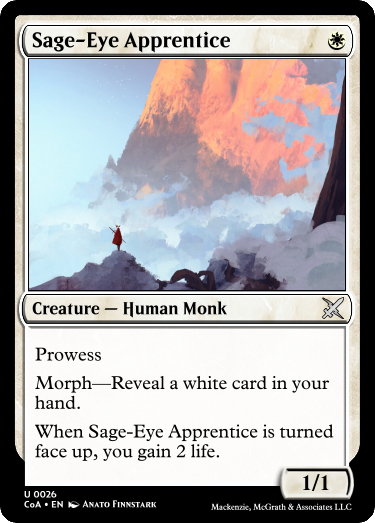 Sage-Eye Apprentice
Creature — Human Monk
Prowess
Morph—Reveal a white card in your
hand.
When Sage-Eye Apprentice is turned
face up, you gain 2 life.
1/1
U 0026
CoA • EN Anato Finnstark
Mackenzie, McGrath & Associates LLC